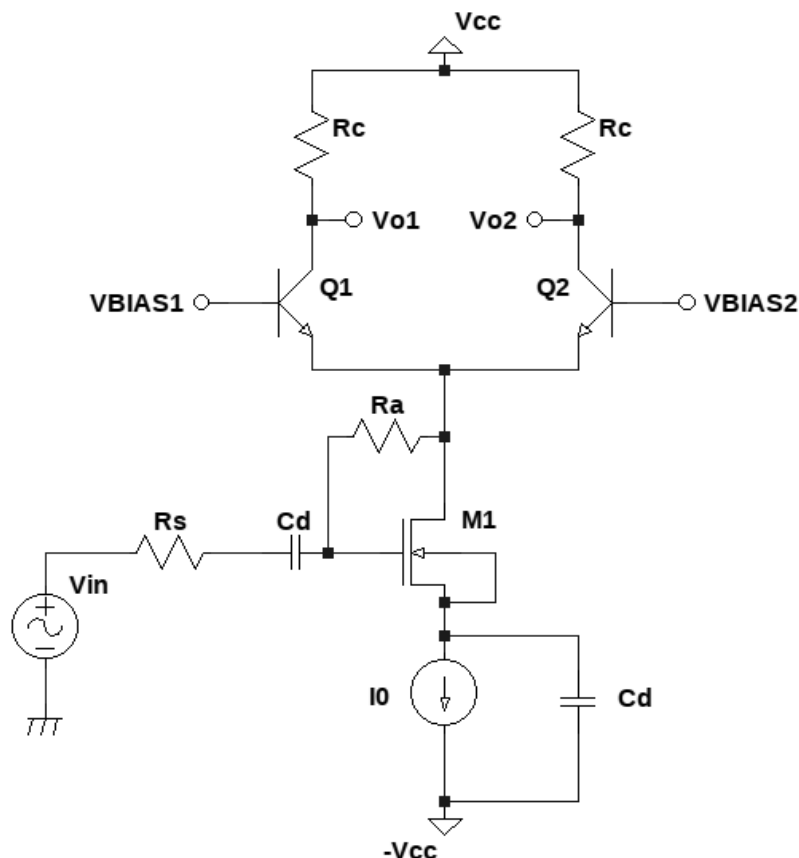 Vcc
Rc
Rc
Vo1
Vo2
Q1
Q2
VBIAS1
VBIAS2
Ra
Rs
Cd
M1
Vin
I0
Cd
-Vcc